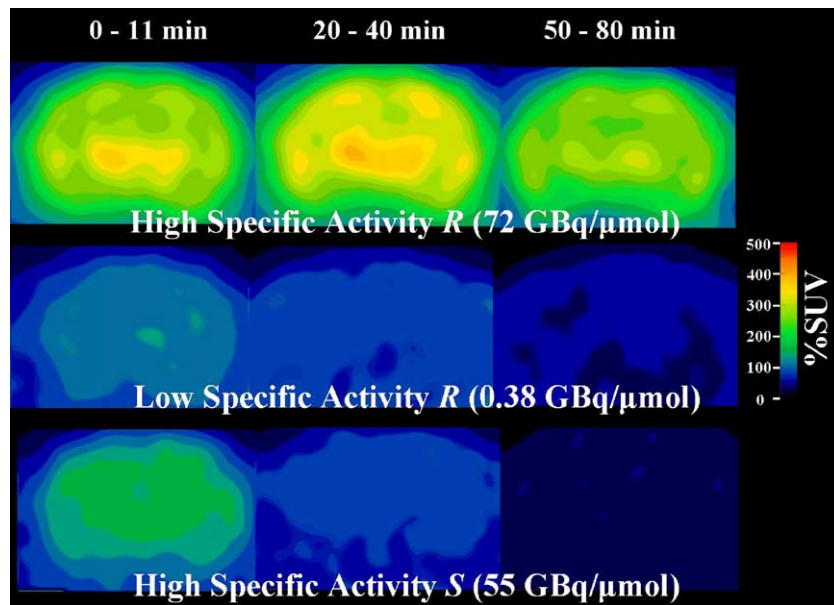 0 - 11 min 20 - 40 min 50 - 80 min
High Specific Activity R (72 GBq/µmol)
500
400
300
200
100
0
%SUV
Low Specific Activity R (0.38 GBq/µmol)
High Specific Activity S (55 GBq/µmol)